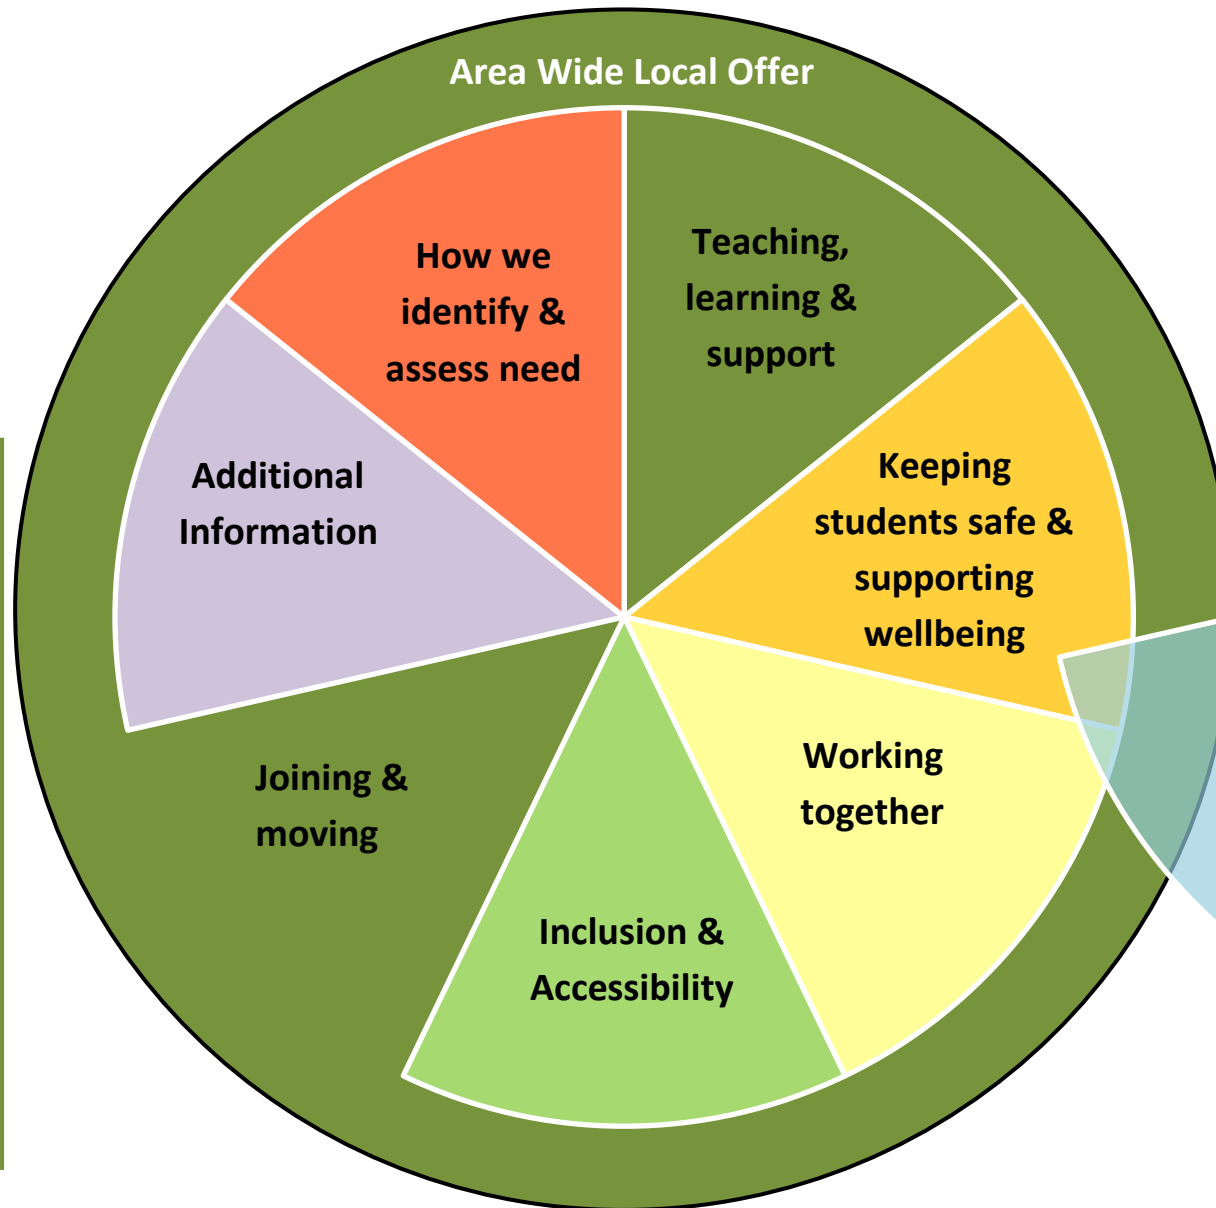 Area Wide Local Offer
How we
identify &
assess need
Teaching,
learning &
support
Keeping
students safe &
supporting
wellbeing
Working
together
Inclusion &
Accessibility
Joining &
moving
Additional
Information